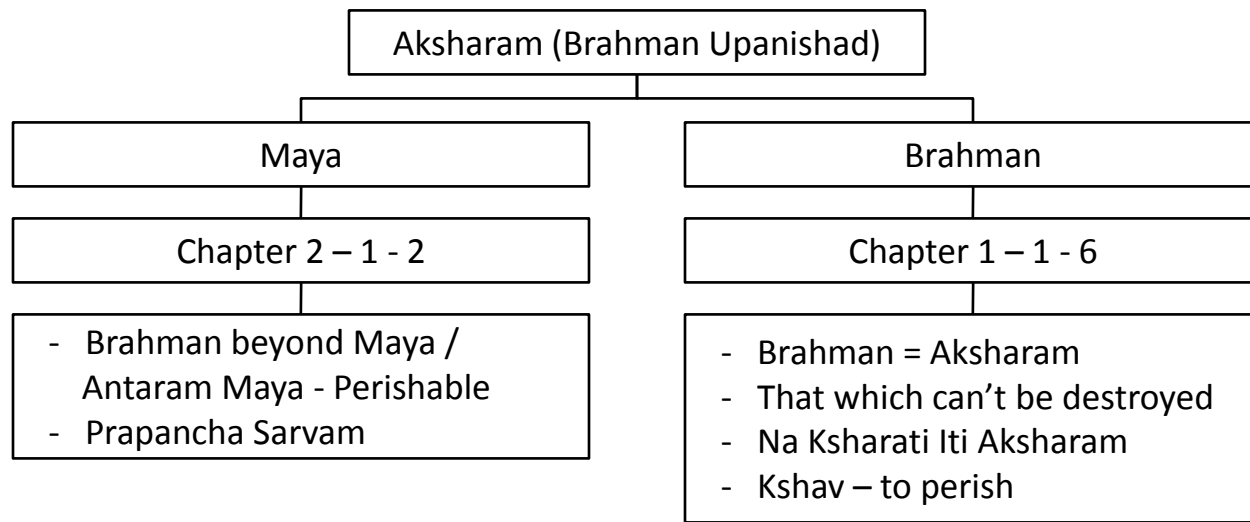 Aksharam (Brahman Upanishad)
Maya
Chapter 2 – 1 - 2
- Brahman beyond Maya /
Antaram Maya - Perishable
- Prapancha Sarvam
Brahman
Chapter 1 – 1 - 6
- Brahman = Aksharam
- That which can’t be destroyed
- Na Ksharati Iti Aksharam
- Kshav – to perish